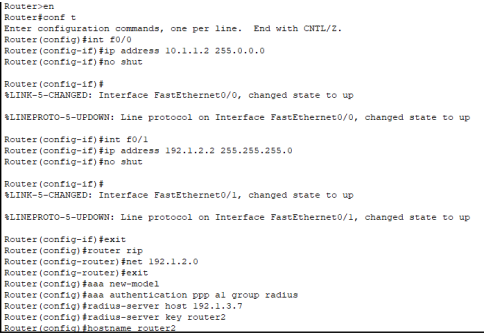 Router>en
Router#conf t
Enter configuration commands, one per line. End with CNTL/Z.
Router(config)#int f0/0
Router(config-if)#ip address 10.1.1.2 255.0.0.0
Router(config-if)#no shut
Router(config-if)#
%LINK-5-CHANGED: Interface FastEthernet0/0, changed state to up
%LINEPROTO-5-UPDOWN: Line protocol on Interface FastEthernet0/0, changed state to up
Router(config-if)#int f0/1
Router(config-if)#ip address 192.1.2.2 255.255.255.0
Router(config-if)#no shut
Router(config-if)#
%LINK-5-CHANGED: Interface FastEthernet0/1, changed state to up
%LINEPROTO-5-UPDOWN: Line protocol on Interface FastEthernet0/1, changed state to up
Router(config-if)#exit
Router(config)#router rip
Router(config-router)#net 192.1.2.0
Router(config-router)#exit
Router(config)#aaa new-model
Router(config)#aaa authentication ppp a1 group radius
Router(config)#radius-server host 192.1.3.7
Router(config)#radius-server key router2
Router(config)#hostname router2